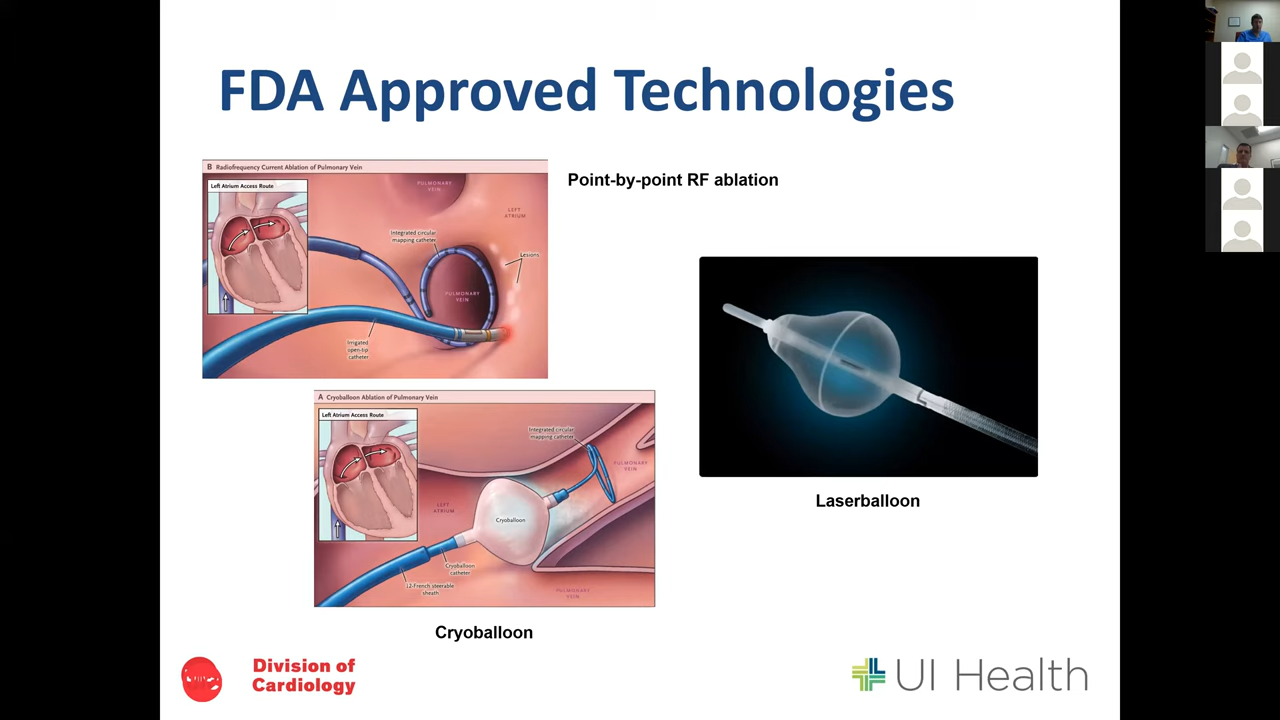 FDA Approved Technologies
B Radiofrequency Current Ablation of Pulmonary Vein
Left Atrium Access Route
PULMONARY
VEIN
LEFT
ATRIUM
Integrated circular
mapping catheter
Lesions
PULMONARY
VEIN
Irrigated
open-tip
catheter
Point-by-point RF ablation
Laserballoon
A Cryoballoon Ablation of Pulmonary Vein
Left Atrium Access Route
Integrated circular
mapping catheter
PULMONARY
VEIN
LEFT
ATRIUM
Cryoballoon
Cryoballoon
catheter
12-French steerable
sheath
PULMONARY
VEIN
Cryoballoon
Division of
Cardiology
UI Health